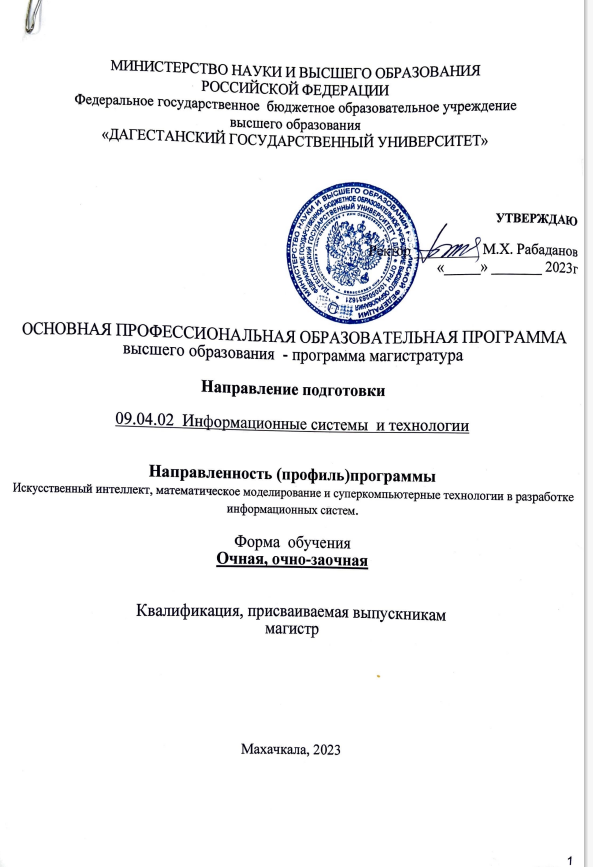 МИНИСТЕРСТВО НАУКИ И ВЫСШЕГО ОБРАЗОВАНИЯ
РОССИЙСКОЙ ФЕДЕРАЦИИ
Федеральное государственное бюджетное образовательное учреждение
высшего образования
«ДАГЕСТАНСКИЙ ГОСУДАРСТВЕННЫЙ УНИВЕРСИТЕТ»
УТВЕРЖДАЮ
Ректор М.Х. Рабаданов
«_____» _______ 2023г
ОСНОВНАЯ ПРОФЕССИОНАЛЬНАЯ ОБРАЗОВАТЕЛЬНАЯ ПРОГРАММА
высшего образования - программа магистратура
Направление подготовки
09.04.02 Информационные системы и технологии
Направленность (профиль)программы
Искусственный интеллект, математическое моделирование и суперкомпьютерные технологии в разработке
информационных систем.
Форма обучения
Очная, очно-заочная
Квалификация, присваиваемая выпускникам
магистр
Махачкала, 2023
1